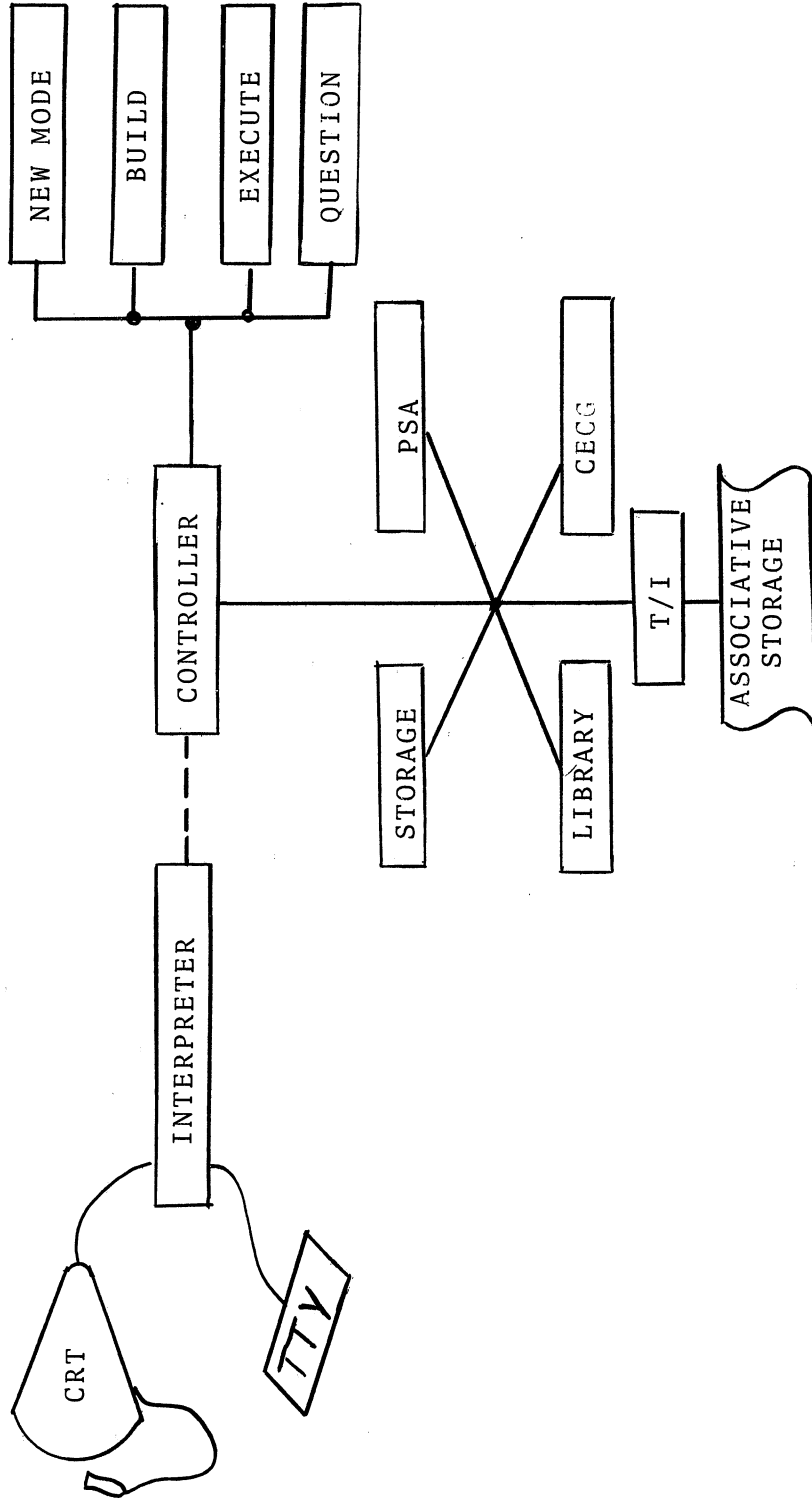 CRT
TTY
INTERPRETER
CONTROLLER
NEW MODE
BUILD
EXECUTE
QUESTION
STORAGE
PSA
LIBRARY
CECG
T/I
ASSOCIATIVE
STORAGE